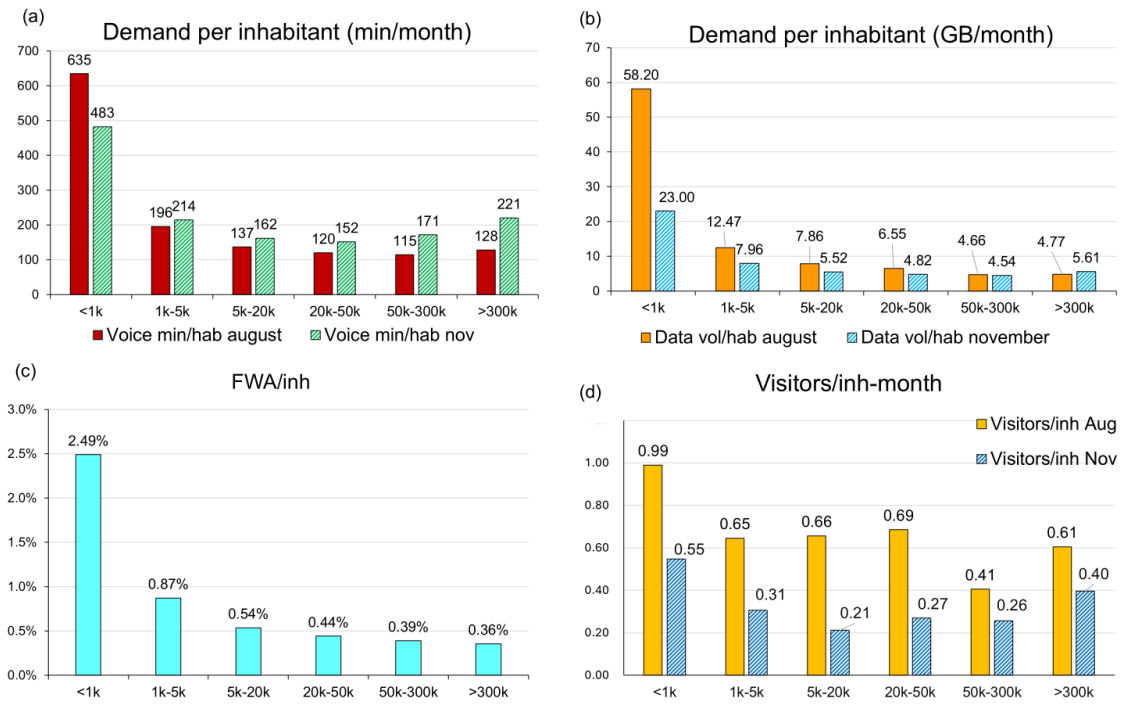 (a)
Demand per inhabitant (min/month)
700
600
500
400
300
200
100
0
635
483
196
214
137
162
120
152
115
171
128
221
<1k
1k-5k
5k-20k
20k-50k
50k-300k
>300k
Voice min/hab august
Voice min/hab nov
(b)
Demand per inhabitant (GB/month)
70
60
50
40
30
20
10
0
58.20
23.00
12.47
7.96
7.86
5.52
6.55
4.82
4.66
4.54
4.77
5.61
<1k
1k-5k
5k-20k
20k-50k
50k-300k
>300k
Data vol/hab august
Data vol/hab november
(c)
FWA/inh
3.0%
2.5%
2.0%
1.5%
1.0%
0.5%
0.0%
2.49%
0.87%
0.54%
0.44%
0.39%
0.36%
<1k
1k-5k
5k-20k
20k-50k
50k-300k
>300k
(d)
Visitors/inh-month
Visitors/inh Aug
Visitors/inh Nov
1.00
0.80
0.60
0.40
0.20
0.00
0.99
0.55
0.65
0.31
0.66
0.21
0.69
0.27
0.41
0.26
0.61
0.40
<1k
1k-5k
5k-20k
20k-50k
50k-300k
>300k